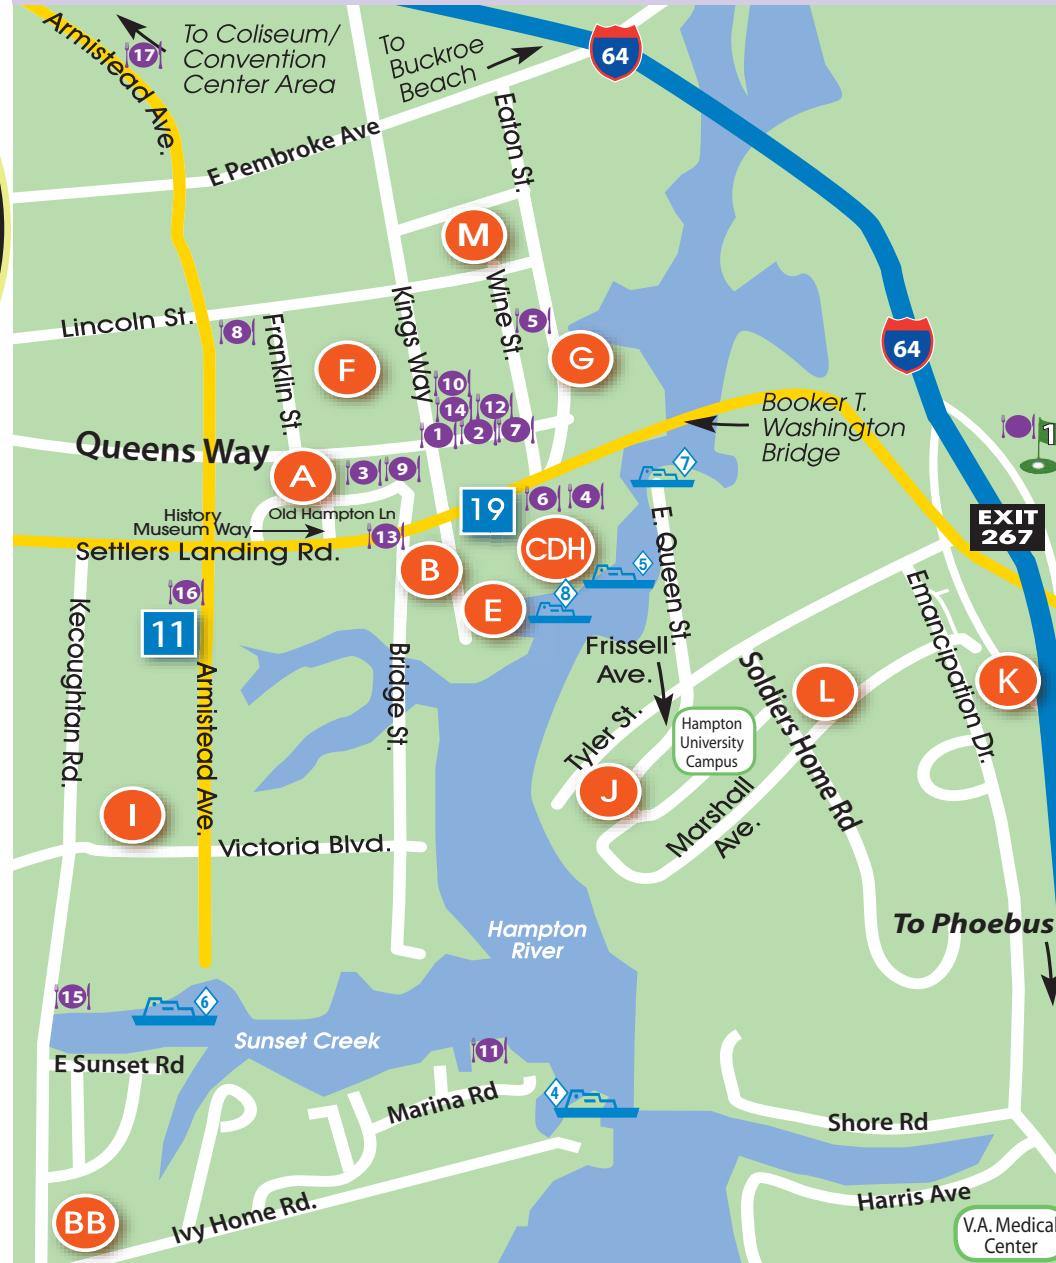 Armistead Ave.
17
To Coliseum/
Convention
Center Area
To
Buckroe
Beach
64
E Pembroke Ave
Eaton St.
M
Lincoln St.
8
Franklin St.
F
Kings Way
Wine St.
5
G
64
10
14
12
1
2
7
Booker T.
Washington
Bridge
Queens Way
A
3
9
7
1
History
Museum Way
Old Hampton Ln
13
19
6
4
EXIT
267
Settlers Landing Rd.
CDH
E. Queen St.
B
5
16
11
E
8
Kecoughtan Rd.
Armistead Ave.
Bridge St.
Frissell
Ave.
Emancipation Dr.
Soldiers Home Rd
L
K
Tyler St.
Hampton
University
Campus
J
Marshall
Ave.
I
Victoria Blvd.
Hampton
River
To Phoebus
15
6
Sunset Creek
11
E Sunset Rd
Marina Rd
4
Shore Rd
Harris Ave
Ivy Home Rd.
BB
V.A. Medical
Center